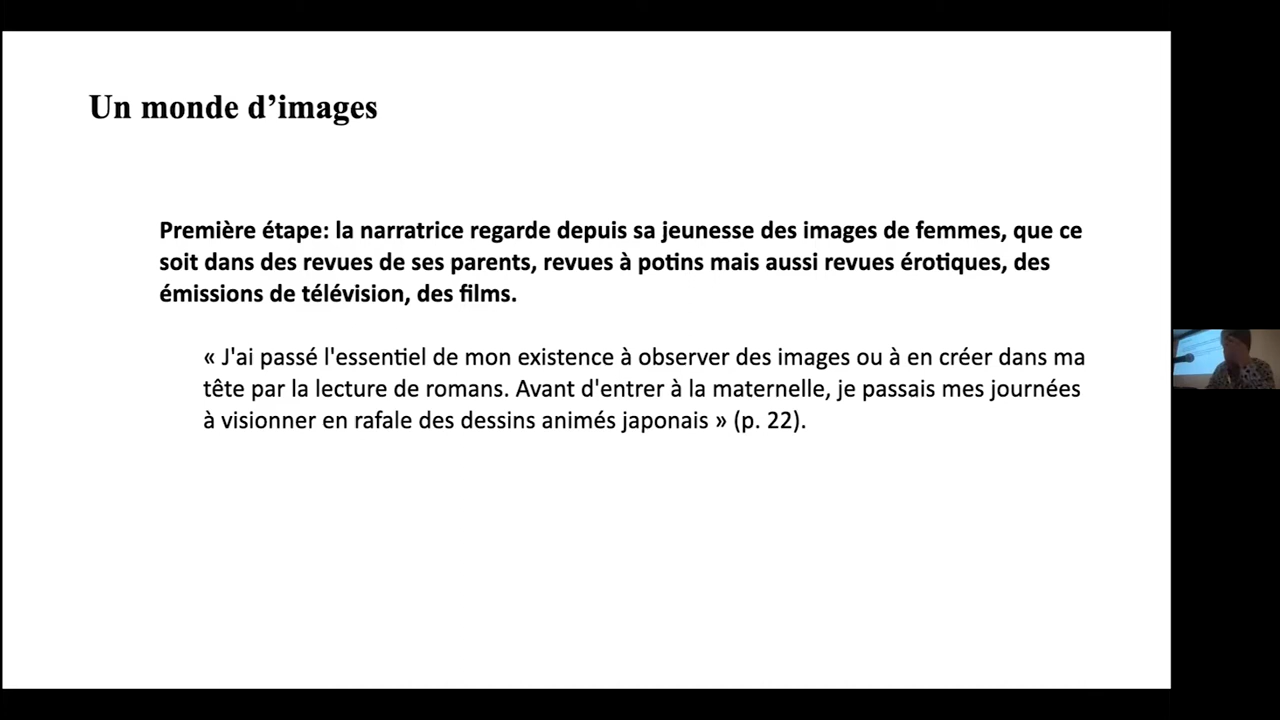 Un monde d’images
Première étape: la narratrice regarde depuis sa jeunesse des images de femmes, que ce
soit dans des revues de ses parents, revues à potins mais aussi revues érotiques, des
émissions de télévision, des films.
« J'ai passé l'essentiel de mon existence à observer des images ou à en créer dans ma
tête par la lecture de romans. Avant d'entrer à la maternelle, je passais mes journées
à visionner en rafale des dessins animés japonais » (p. 22).